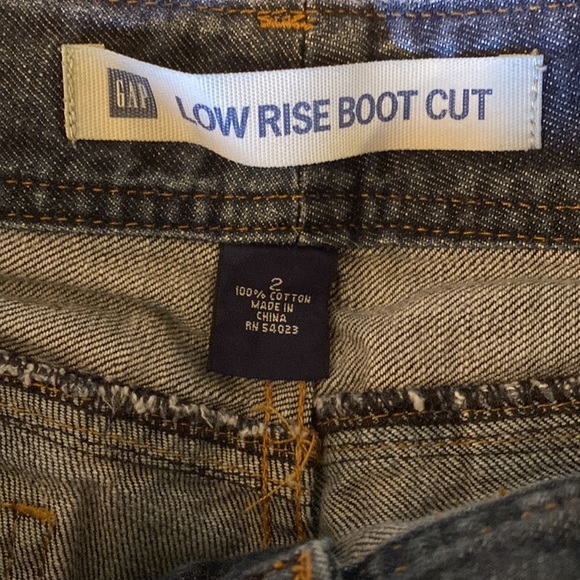 GAP
LOW RISE BOOT CUT
2
100% COTTON
MADE IN
CHINA
RN 54023